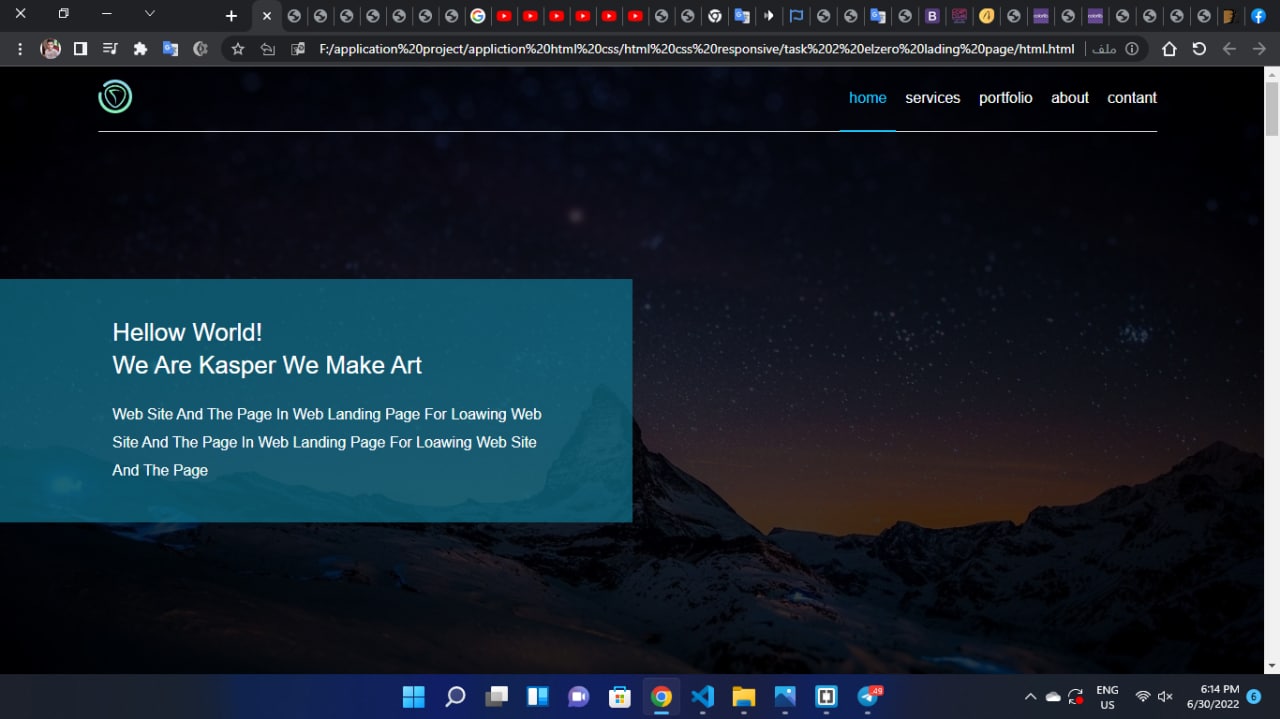 F:/application%20project/appliction%20html%20css/html%20css%20responsive/task%202%20elzero%20lading%20page/html.html ملف
home services portfolio about contant
Hellow World!
We Are Kasper We Make Art
Web Site And The Page In Web Landing Page For Loawing Web
Site And The Page In Web Landing Page For Loawing Web Site
And The Page
49
ENG
US
6:14 PM
6/30/2022
6